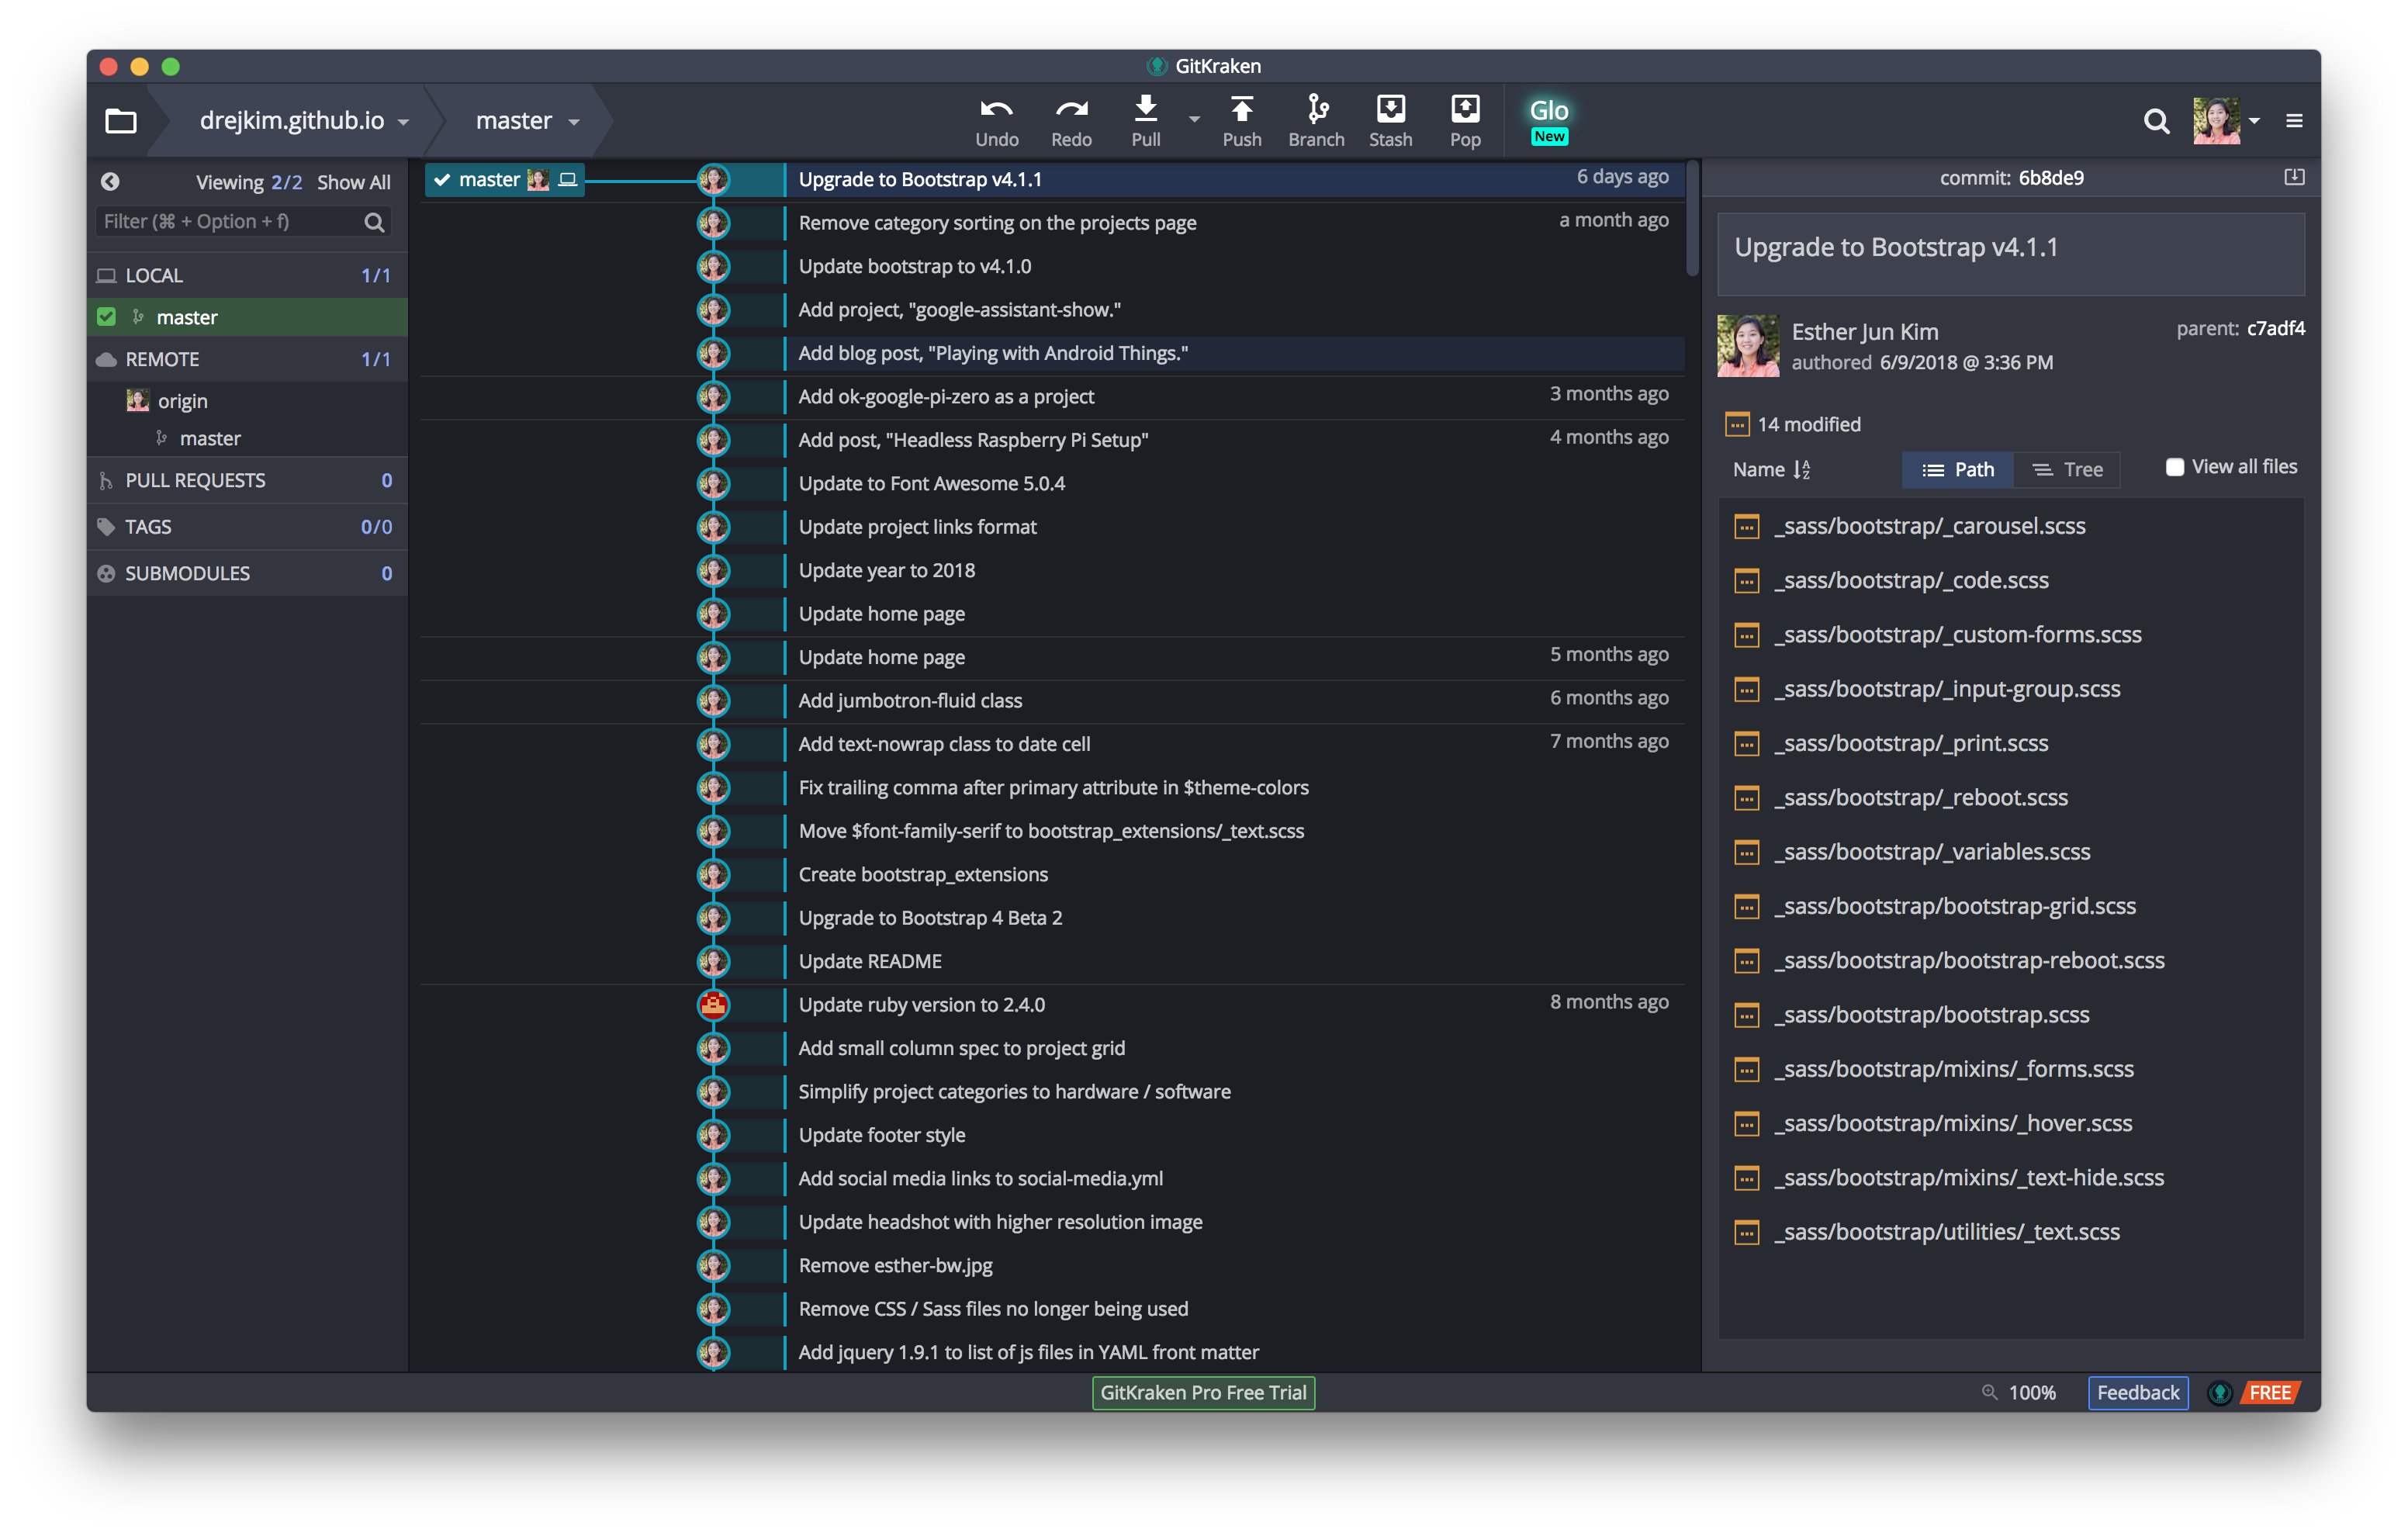 GitKraken
drejkim.github.io
master
Undo
Redo
Pull
Push
Branch
Stash
Pop
Glo
New
Viewing 2/2 Show All
Filter (⌘ + Option + f)
LOCAL 1/1
master
REMOTE 1/1
origin
master
PULL REQUESTS 0
TAGS 0/0
SUBMODULES 0
master
Upgrade to Bootstrap v4.1.1 6 days ago
Remove category sorting on the projects page a month ago
Update bootstrap to v4.1.0
Add project, "google-assistant-show."
Add blog post, "Playing with Android Things."
Add ok-google-pi-zero as a project 3 months ago
Add post, "Headless Raspberry Pi Setup" 4 months ago
Update to Font Awesome 5.0.4
Update project links format
Update year to 2018
Update home page
Update home page 5 months ago
Add jumbotron-fluid class 6 months ago
Add text-nowrap class to date cell 7 months ago
Fix trailing comma after primary attribute in $theme-colors
Move $font-family-serif to bootstrap_extensions/_text.scss
Create bootstrap_extensions
Upgrade to Bootstrap 4 Beta 2
Update README
Update ruby version to 2.4.0 8 months ago
Add small column spec to project grid
Simplify project categories to hardware / software
Update footer style
Add social media links to social-media.yml
Update headshot with higher resolution image
Remove esther-bw.jpg
Remove CSS / Sass files no longer being used
Add jquery 1.9.1 to list of js files in YAML front matter
commit: 6b8de9
Upgrade to Bootstrap v4.1.1
Esther Jun Kim
authored 6/9/2018 @ 3:36 PM
parent: c7adf4
14 modified
Name
Path
Tree
View all files
_sass/bootstrap/_carousel.scss
_sass/bootstrap/_code.scss
_sass/bootstrap/_custom-forms.scss
_sass/bootstrap/_input-group.scss
_sass/bootstrap/_print.scss
_sass/bootstrap/_reboot.scss
_sass/bootstrap/_variables.scss
_sass/bootstrap/bootstrap-grid.scss
_sass/bootstrap/bootstrap-reboot.scss
_sass/bootstrap/bootstrap.scss
_sass/bootstrap/mixins/_forms.scss
_sass/bootstrap/mixins/_hover.scss
_sass/bootstrap/mixins/_text-hide.scss
_sass/bootstrap/utilities/_text.scss
GitKraken Pro Free Trial
100%
Feedback
FREE